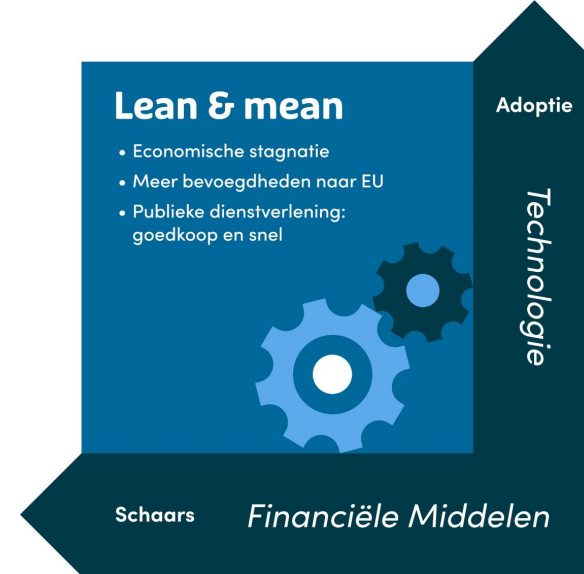 Lean & mean
• Economische stagnatie
• Meer bevoegdheden naar EU
• Publieke dienstverlening:
goedkoop en snel
Adoptie
Technologie
Schaars
Financiële Middelen